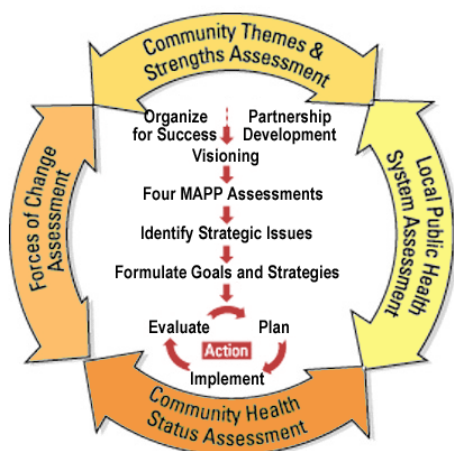 Community Themes &
Strengths Assessment
Organize
for Success
Partnership
Development
Visioning
Four MAPP Assessments
Identify Strategic Issues
Formulate Goals and Strategies
Evaluate
Plan
Action
Implement
Forces of Change
Assessment
Local Public Health
System Assessment
Community Health
Status Assessment